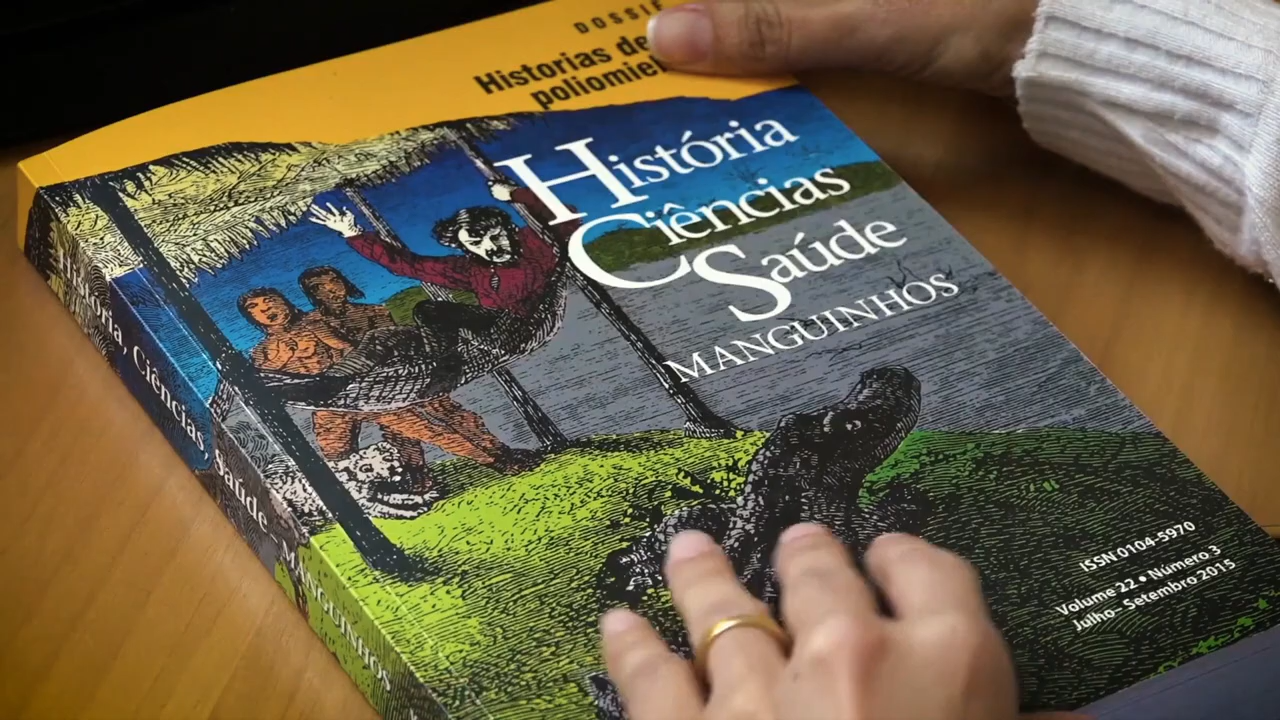 DOSSIÊ
Historias de
História
Ciências
Saúde
MANGUINHOS
ISSN 0104-5970
Volume 22 • Número 3
Julho–Setembro 2015
História, Ciências, Saúde – MANGUINHOS